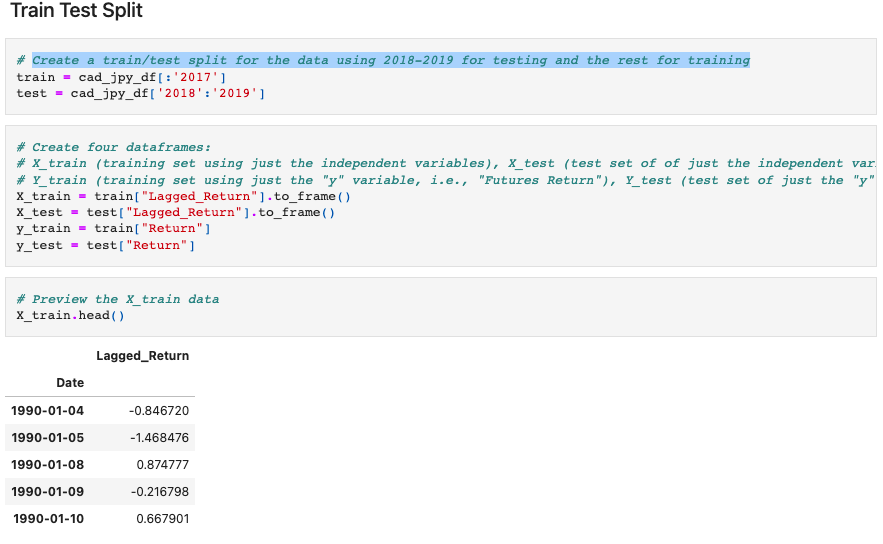 Train Test Split
# Create a train/test split for the data using 2018-2019 for testing and the rest for training
train = cad_jpy_df[:'2017']
test = cad_jpy_df['2018':'2019']
# Create four dataframes:
# X_train (training set using just the independent variables), X_test (test set of of just the independent var
# Y_train (training set using just the "y" variable, i.e., "Futures Return"), Y_test (test set of just the "y"
X_train = train["Lagged_Return"].to_frame()
X_test = test["Lagged_Return"].to_frame()
y_train = train["Return"]
y_test = test["Return"]
# Preview the X_train data
X_train.head()
Lagged_Return
Date
1990-01-04 -0.846720
1990-01-05 -1.468476
1990-01-08 0.874777
1990-01-09 -0.216798
1990-01-10 0.667901